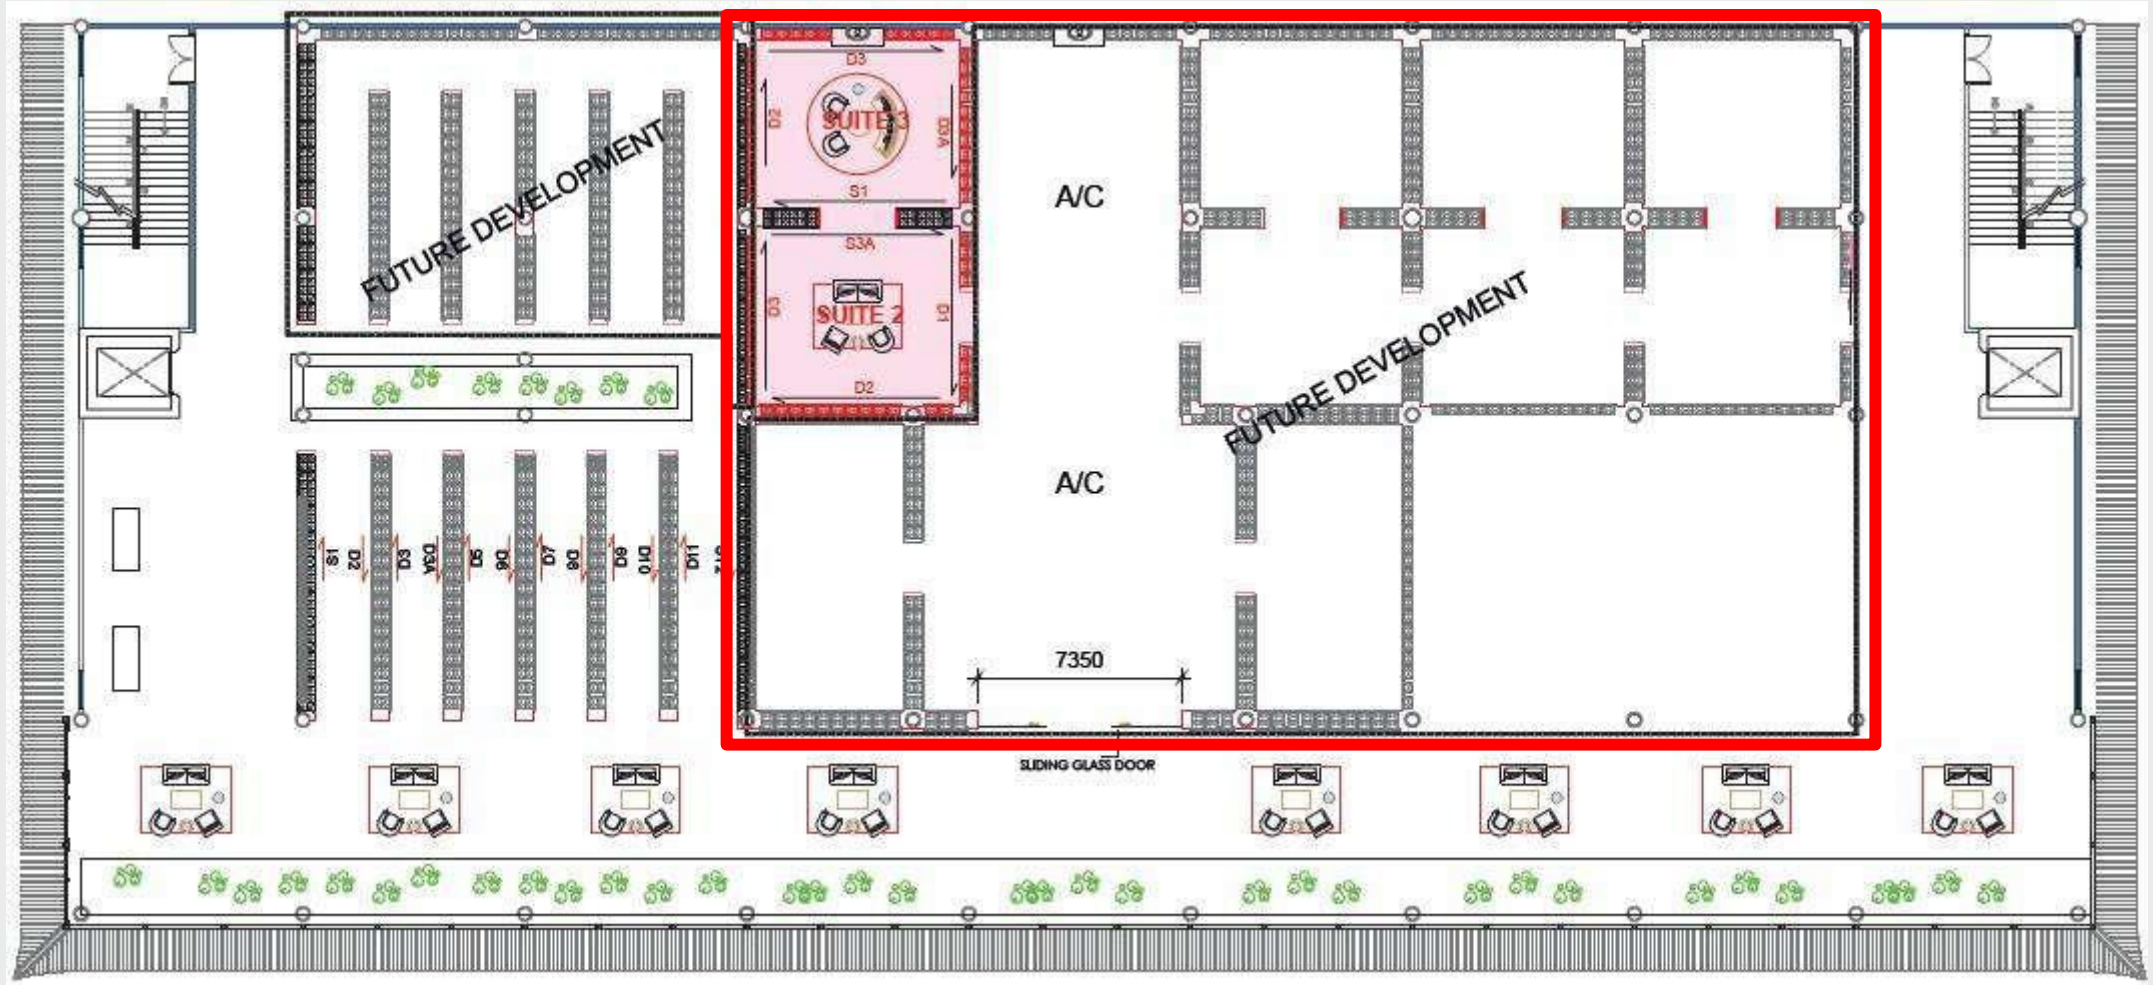 D3
D2
SUITE 3
D3A
S1
FUTURE DEVELOPMENT
A/C
S3A
D3
SUITE 2
D1
D2
FUTURE DEVELOPMENT
A/C
S1
D2
D3
D3A
D5
D6
D7
D8
D9
D10
D11
7350
SLIDING GLASS DOOR